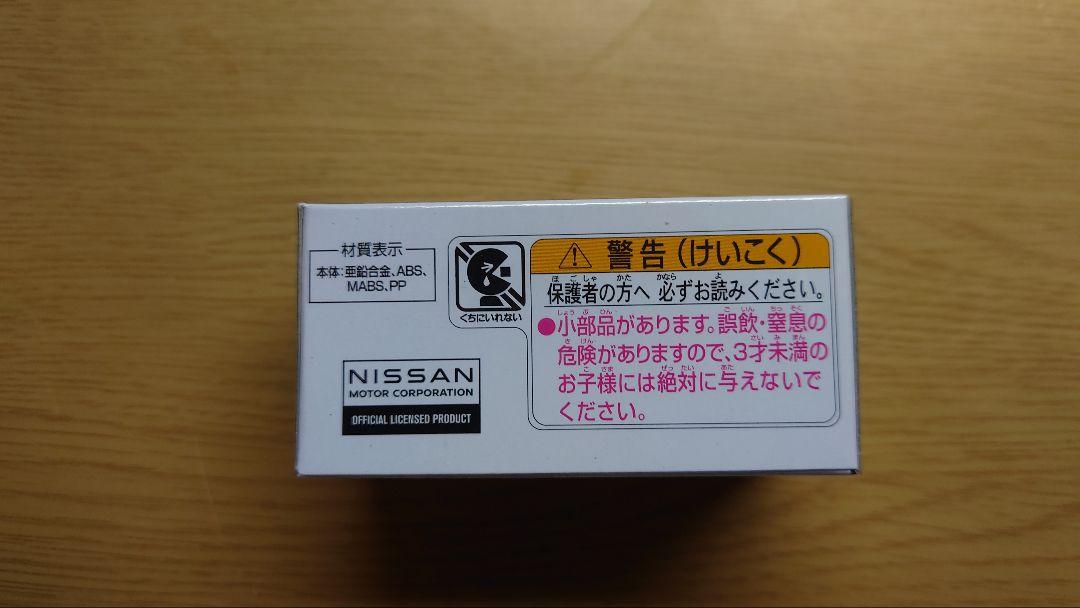 材質表示
本体:亜鉛合金、ABS、
MABS、PP
くちにいれない
NISSAN
MOTOR CORPORATION
OFFICIAL LICENSED PRODUCT
警告(けいこく)
保護者の方へ 必ずお読みください。
●小部品があります。誤飲・窒息の
危険がありますので、3才未満の
お子様には絶対に与えないで
ください。